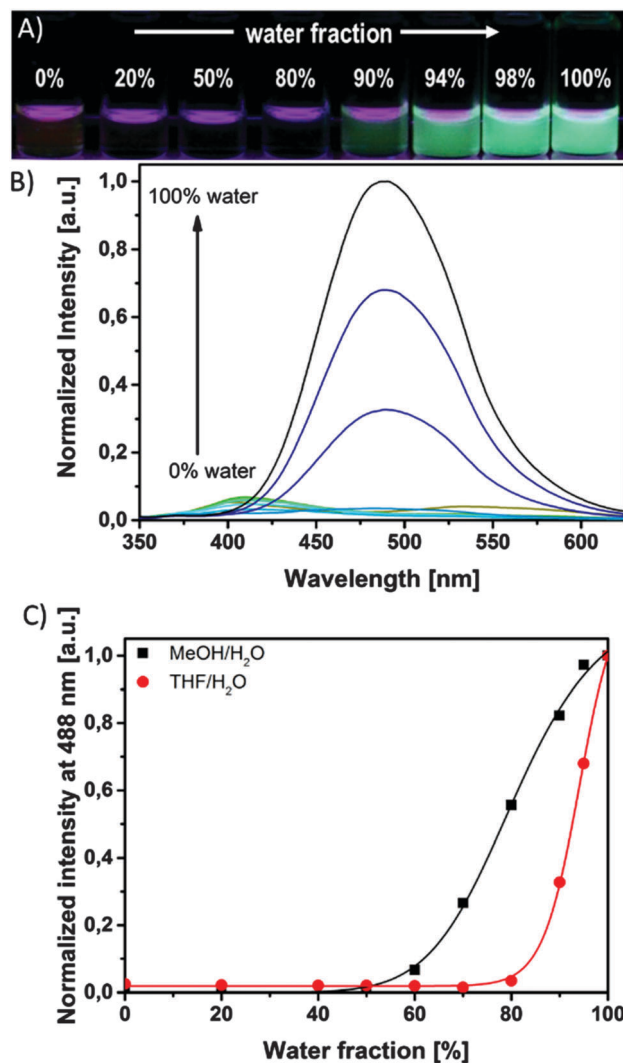 A)
water fraction
0% 20% 50% 80% 90% 94% 98% 100%
B)
Normalized Intensity [a.u.]
1,0
0,8
0,6
0,4
0,2
0,0
100% water
0% water
350 400 450 500 550 600
Wavelength [nm]
C)
Normalized intensity at 488 nm [a.u.]
1,0
0,8
0,6
0,4
0,2
0,0
MeOH/H₂O
THF/H₂O
0 20 40 60 80 100
Water fraction [%]